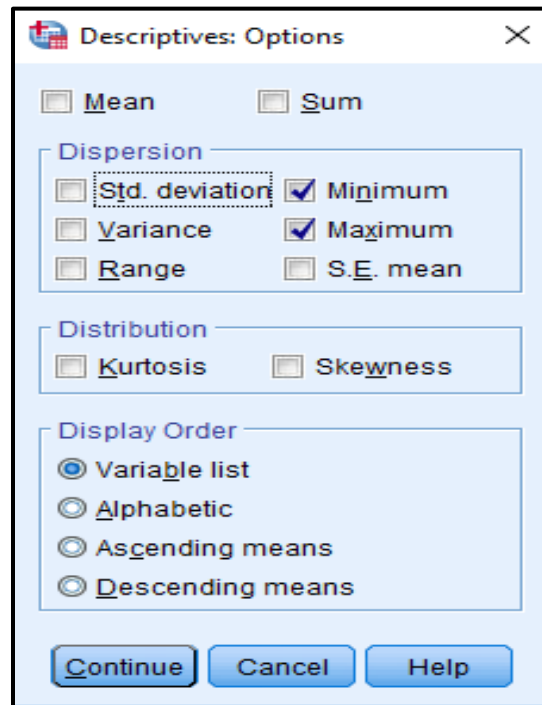 Descriptives: Options
Mean Sum
Dispersion
Std. deviation Minimum
Variance Maximum
Range S.E. mean
Distribution
Kurtosis Skewness
Display Order
Variable list
Alphabetic
Ascending means
Descending means
Continue Cancel Help